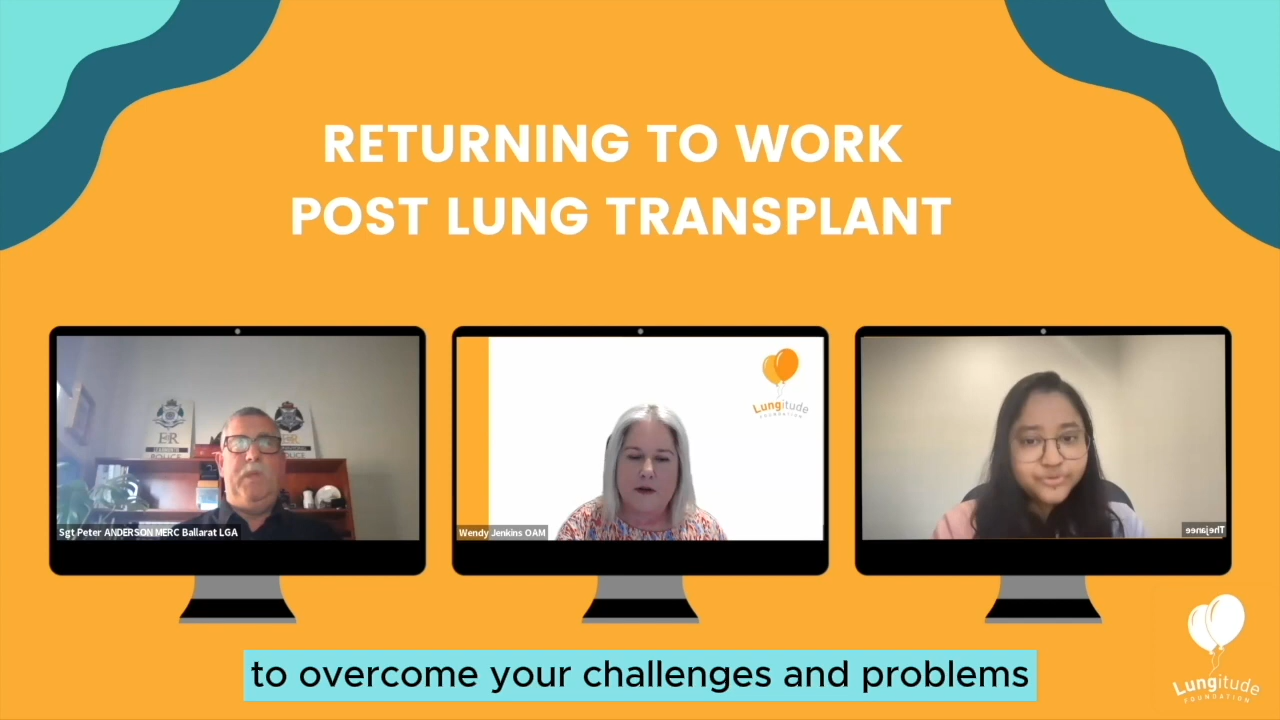 RETURNING TO WORK
POST LUNG TRANSPLANT
Lungitude
FOUNDATION
Sgt Peter ANDERSON MERC Ballarat LGA
Wendy Jenkins OAM
Thejanee
to overcome your challenges and problems
Lungitude
FOUNDATION